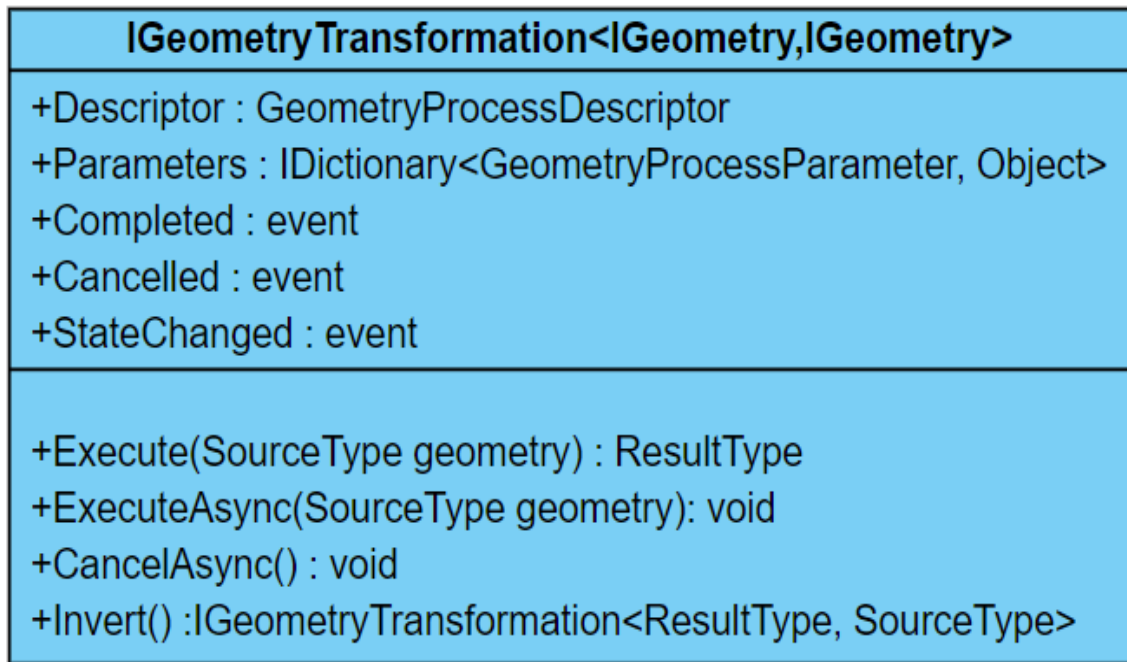 IGeometryTransformation<IGeometry,IGeometry>
+Descriptor : GeometryProcessDescriptor
+Parameters : IDictionary<GeometryProcessParameter, Object>
+Completed : event
+Cancelled : event
+StateChanged : event
+Execute(SourceType geometry) : ResultType
+ExecuteAsync(SourceType geometry): void
+CancelAsync() : void
+Invert() :IGeometryTransformation<ResultType, SourceType>